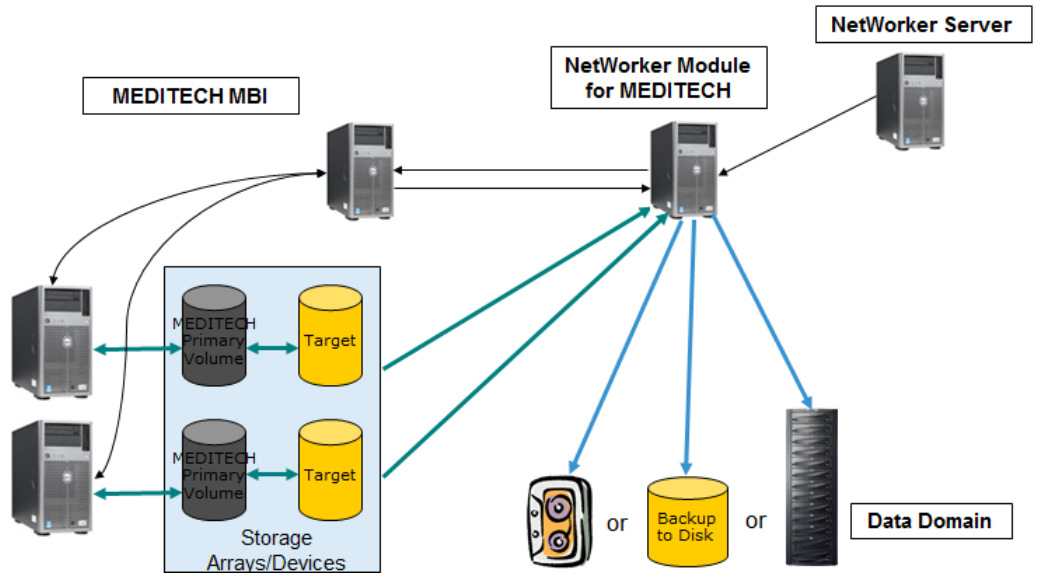 NetWorker Server
NetWorker Module
for MEDITECH
MEDITECH MBI
MEDITECH
Primary
Volume
Target
MEDITECH
Primary
Volume
Target
Storage
Arrays/Devices
or
Backup
to Disk
or
Data Domain